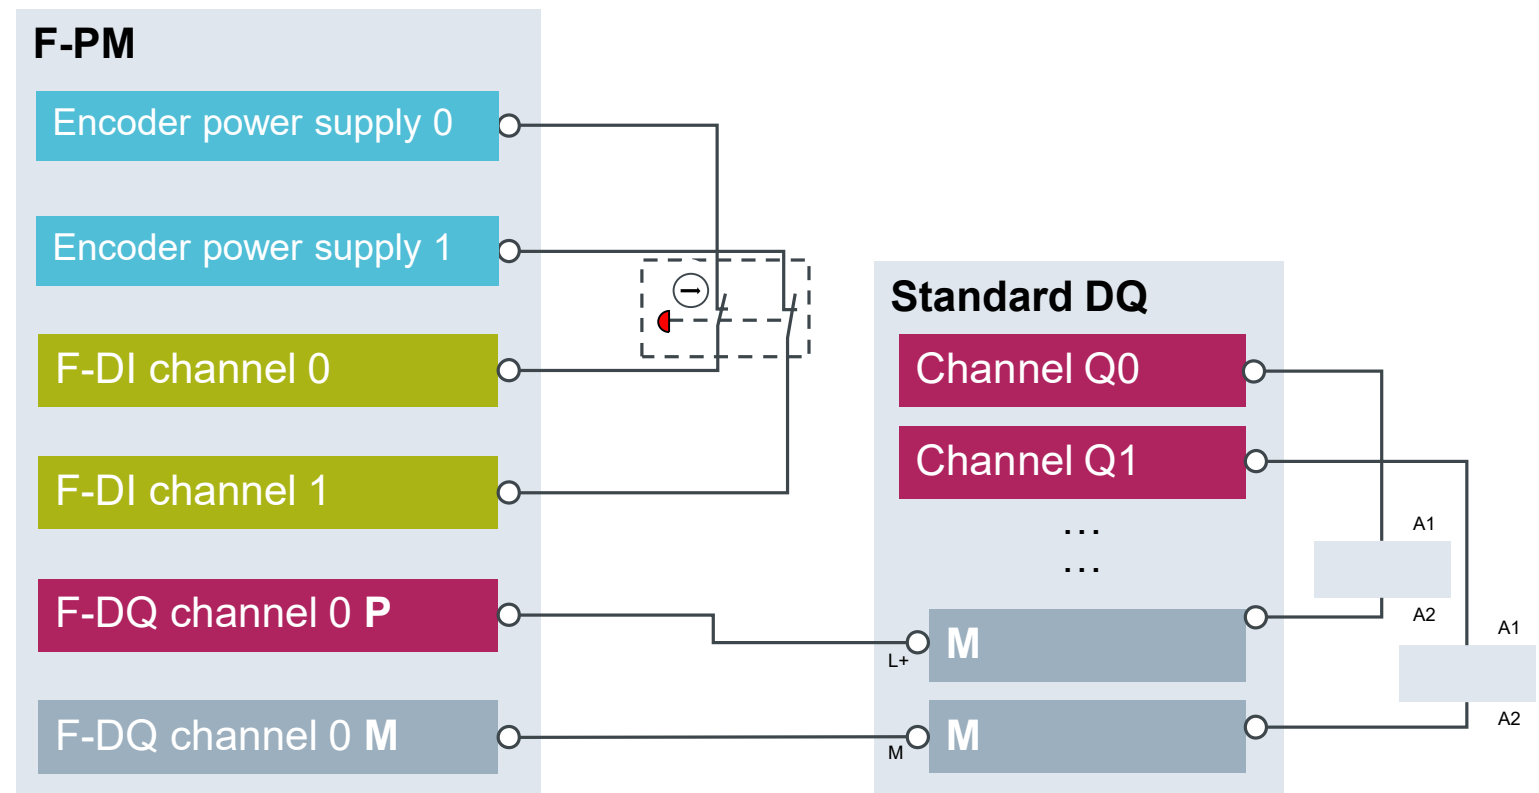 F-PM
Encoder power supply 0
Encoder power supply 1
F-DI channel 0
F-DI channel 1
F-DQ channel 0 P
F-DQ channel 0 M
Standard DQ
Channel Q0
Channel Q1
...
...
L+
M
M
M
A1
A2
A1
A2